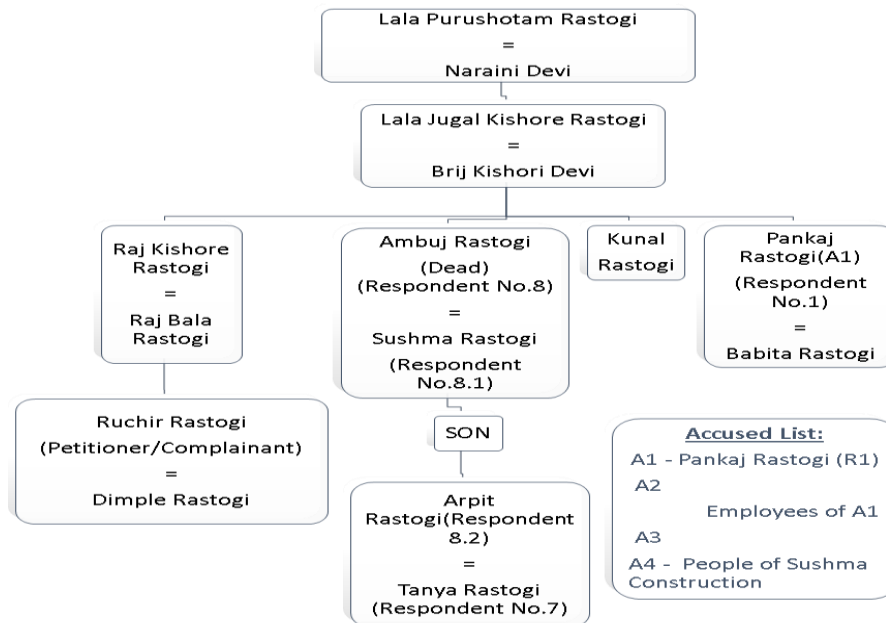 Lala Purushotam Rastogi
=
Naraini Devi
Lala Jugal Kishore Rastogi
=
Brij Kishori Devi
Raj Kishore
Rastogi
=
Raj Bala
Rastogi
Ambuj Rastogi
(Dead)
(Respondent No.8)
=
Sushma Rastogi
(Respondent
No.8.1)
Kunal
Rastogi
Pankaj
Rastogi(A1)
(Respondent
No.1)
=
Babita Rastogi
Ruchir Rastogi
(Petitioner/Complainant)
=
Dimple Rastogi
SON
Arpit
Rastogi(Respondent
8.2)
=
Tanya Rastogi
(Respondent No.7)
Accused List:
A1 - Pankaj Rastogi (R1)
A2
Employees of A1
A3
A4 - People of Sushma
Construction